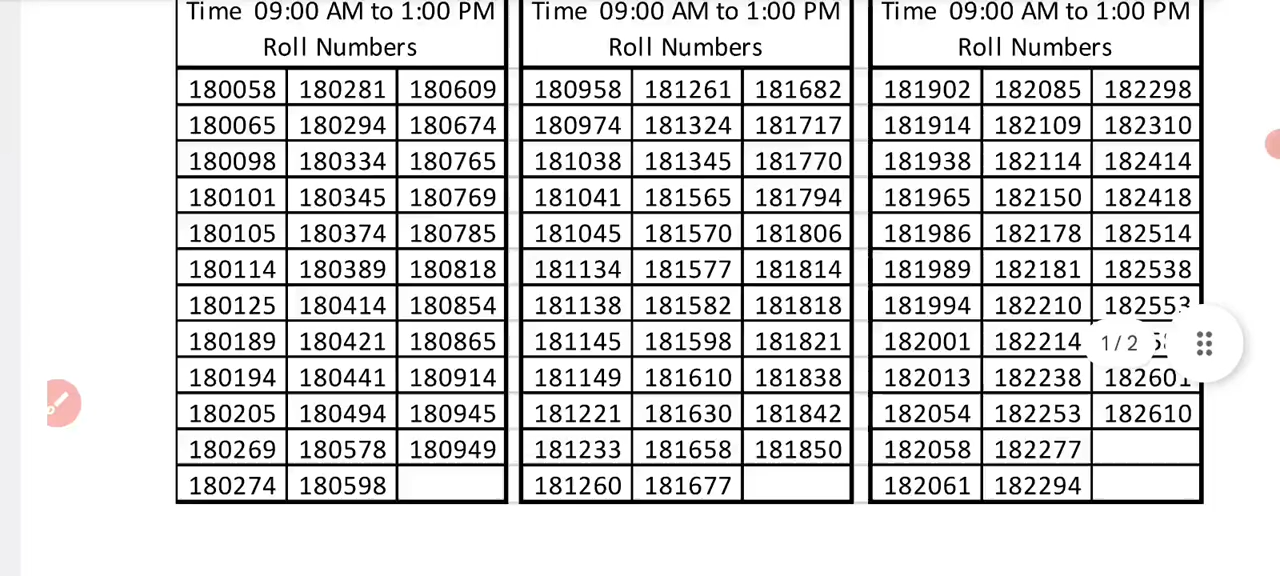 Time 09:00 AM to 1:00 PM Time 09:00 AM to 1:00 PM Time 09:00 AM to 1:00 PM
Roll Numbers Roll Numbers Roll Numbers
180058 180281 180609 180958 181261 181682 181902 182085 182298
180065 180294 180674 180974 181324 181717 181914 182109 182310
180098 180334 180765 181038 181345 181770 181938 182114 182414
180101 180345 180769 181041 181565 181794 181965 182150 182418
180105 180374 180785 181045 181570 181806 181986 182178 182514
180114 180389 180818 181134 181577 181814 181989 182181 182538
180125 180414 180854 181138 181582 181818 181994 182210 182553
180189 180421 180865 181145 181598 181821 182001 182214 1/2
180194 180441 180914 181149 181610 181838 182013 182238 182601
180205 180494 180945 181221 181630 181842 182054 182253 182610
180269 180578 180949 181233 181658 181850 182058 182277
180274 180598 181260 181677 182061 182294